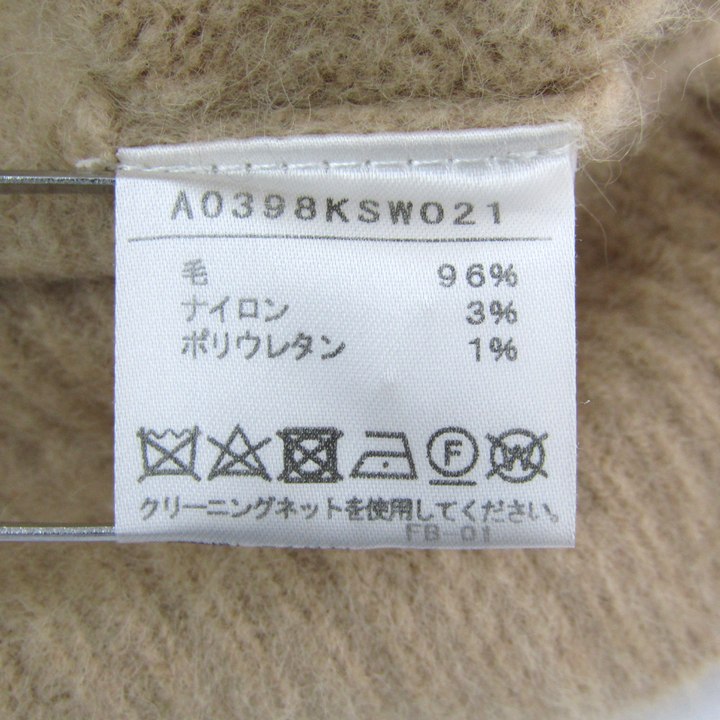 A0398KSW021
毛 96%
ナイロン 3%
ポリウレタン 1%
F W
クリーニングネットを使用してください。
FB-01